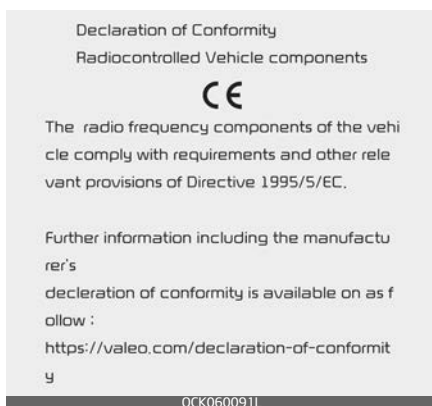 Declaration of Conformity
Radiocontrolled Vehicle components
CE
The radio frequency components of the vehi
cle comply with requirements and other rele
vant provisions of Directive 1995/5/EC.
Further information including the manufactu
rer's
decleration of conformity is available on as f
ollow :
https://valeo.com/declaration-of-conformit
y
OCK060091L